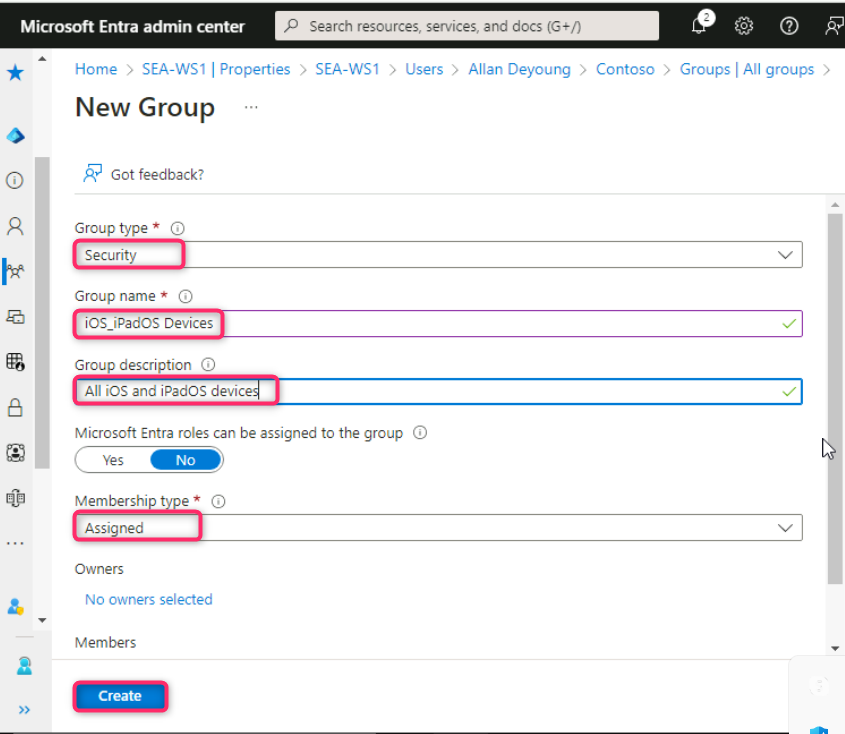 Microsoft Entra admin center
Search resources, services, and docs (G+/)
2
Home > SEA-WS1 | Properties > SEA-WS1 > Users > Allan Deyoung > Contoso > Groups | All groups >
New Group ...
Got feedback?
Group type *
Security
Group name *
iOS_iPadOS Devices
Group description
All iOS and iPadOS devices
Microsoft Entra roles can be assigned to the group
Yes No
Membership type *
Assigned
Owners
No owners selected
Members
Create